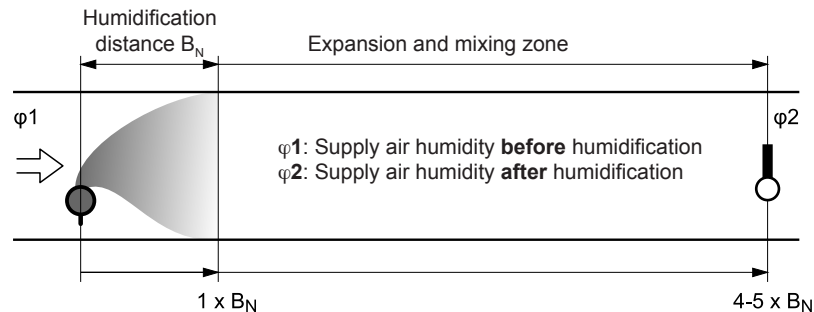 Humidification
distance B_N
Expansion and mixing zone
φ1
φ2
φ1: Supply air humidity before humidification
φ2: Supply air humidity after humidification
1 x B_N
4-5 x B_N